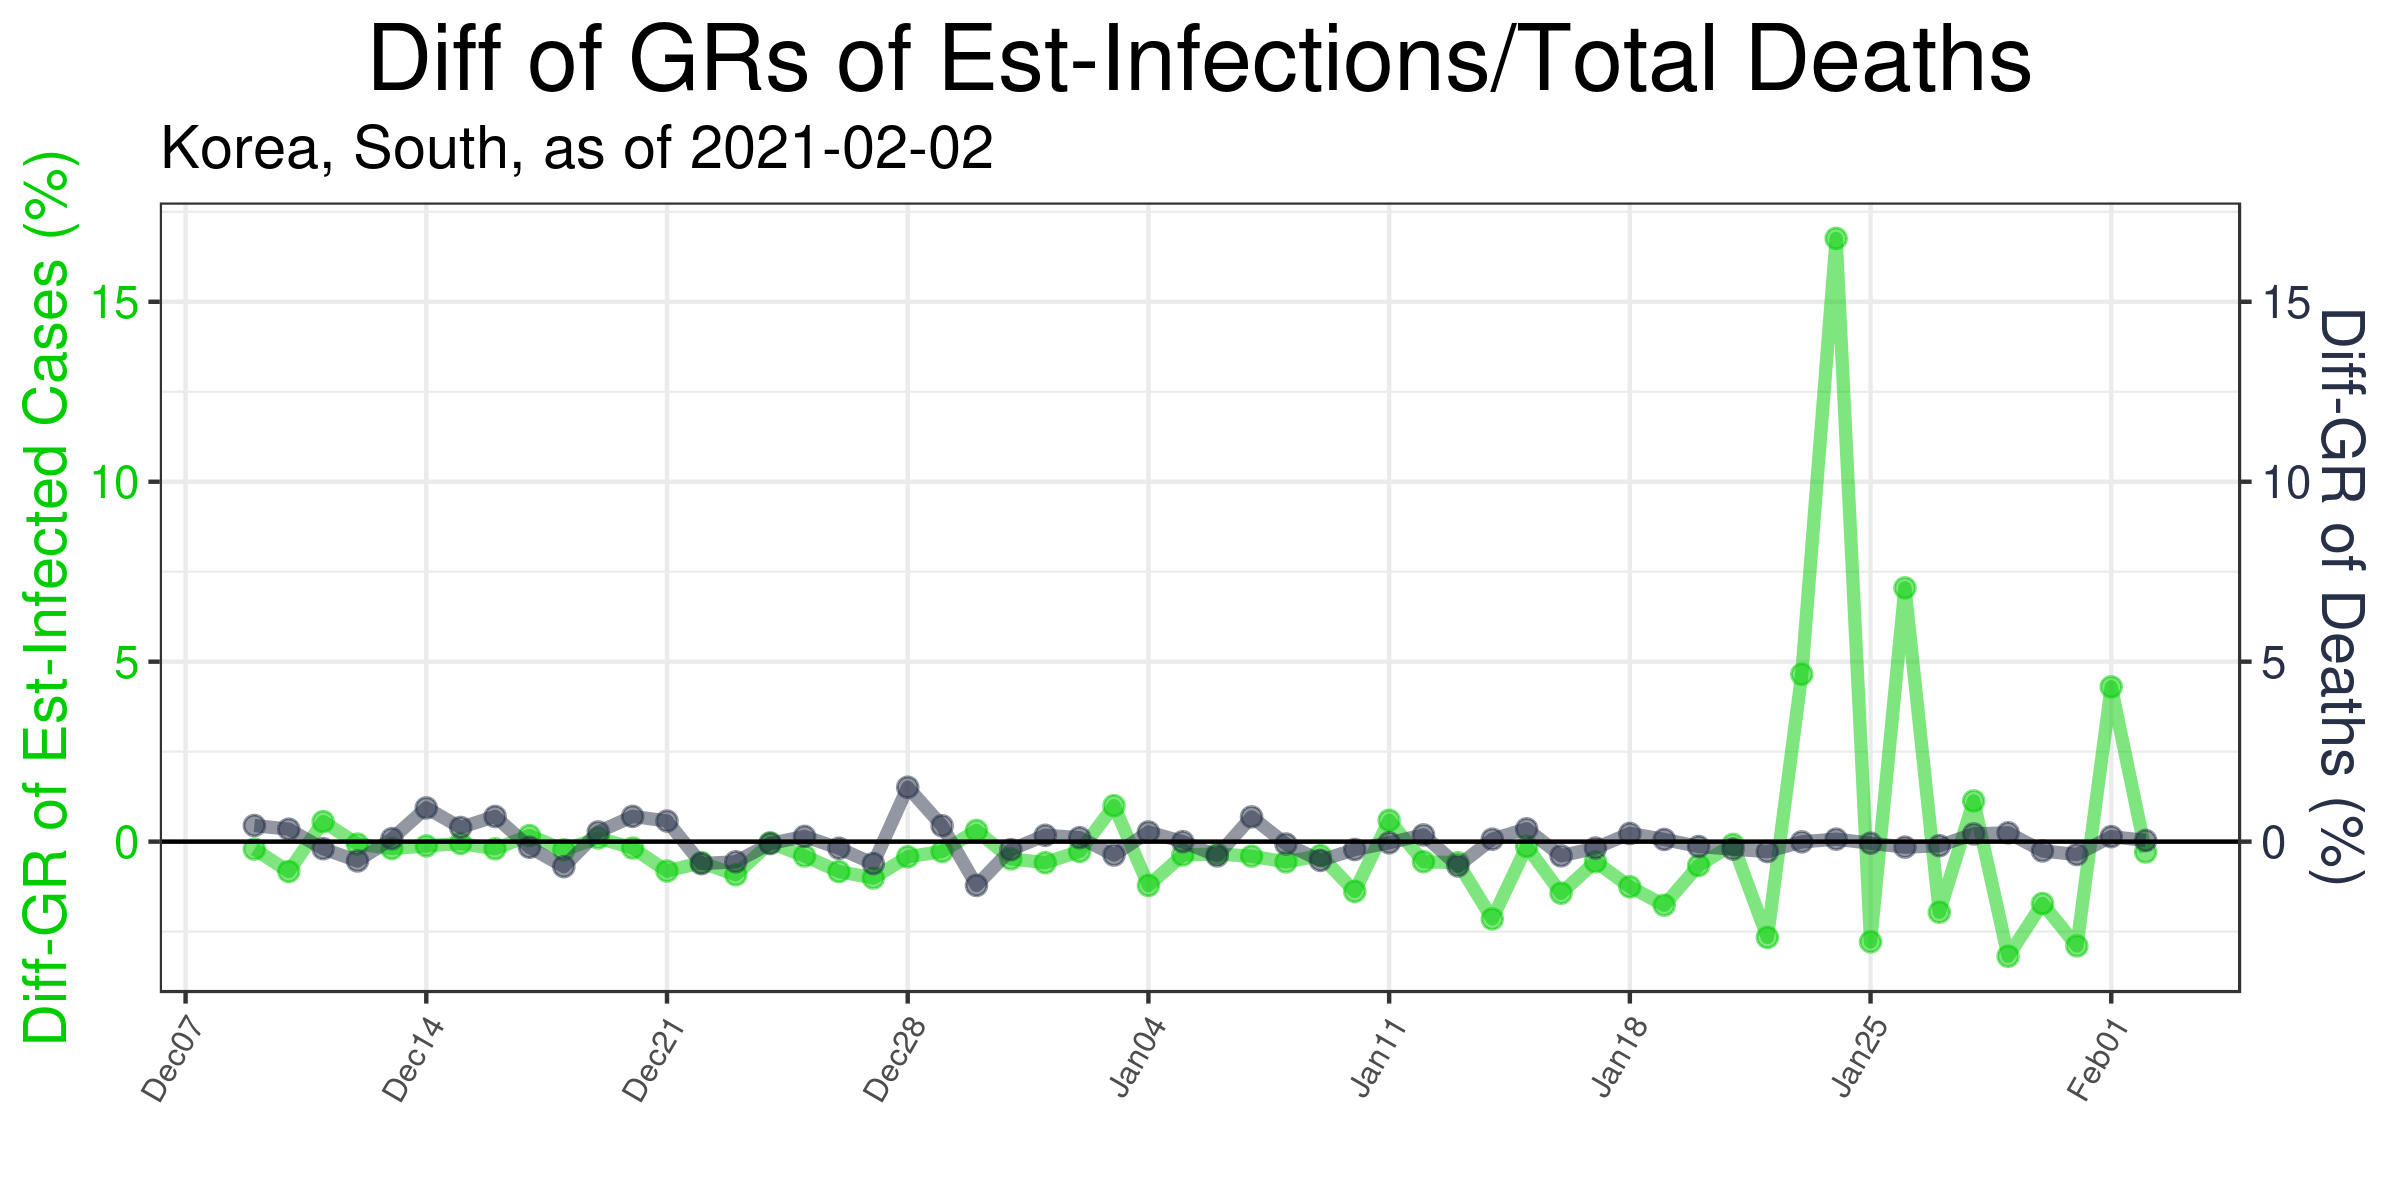 Diff of GRs of Est-Infections/Total Deaths
Korea, South, as of 2021-02-02
Diff-GR of Est-Infected Cases (%)
15
10
5
0
15
10
5
0
Diff-GR of Deaths (%)
Dec07
Dec14
Dec21
Dec28
Jan04
Jan11
Jan18
Jan25
Feb01